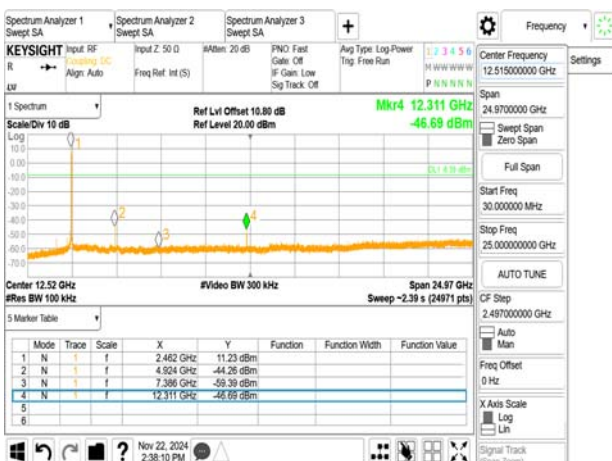 Spectrum Analyzer 1
Swept SA
Spectrum Analyzer 2
Swept SA
Spectrum Analyzer 3
Swept SA
+
Frequency
KEYSIGHT
R
Input: RF
Coupling: DC
Align: Auto
Input Z: 50 Ω
Freq Ref: Int (S)
#Atten: 20 dB
PNO: Fast
Gate: Off
IF Gain: Low
Sig Track: Off
Avg Type: Log-Power
Trig: Free Run
1 2 3 4 5 6
M W W W W W
P N N N N N
1 Spectrum
Scale/Div 10 dB
Ref Lvl Offset 10.80 dB
Ref Level 20.00 dBm
Mkr4 12.311 GHz
-46.69 dBm
Log
10.0
0.00
-10.0
-20.0
-30.0
-40.0
-50.0
-60.0
-70.0
1
2
3
4
Center 12.52 GHz
#Res BW 100 kHz
#Video BW 300 kHz
Span 24.97 GHz
Sweep ~2.39 s (24971 pts)
5 Marker Table
Mode Trace Scale X Y Function Function Width Function Value
1 N 1 f 2.462 GHz 11.23 dBm
2 N 1 f 4.924 GHz -44.26 dBm
3 N 1 f 7.386 GHz -59.39 dBm
4 N 1 f 12.311 GHz -46.69 dBm
5
6
?
Nov 22, 2024
2:38:10 PM
Center Frequency
12.515000000 GHz
Settings
Span
24.9700000 GHz
Swept Span
Zero Span
Full Span
Start Freq
30.000000 MHz
Stop Freq
25.000000000 GHz
AUTO TUNE
CF Step
2.497000000 GHz
Auto
Man
Freq Offset
0 Hz
X Axis Scale
Log
Lin
Signal Track